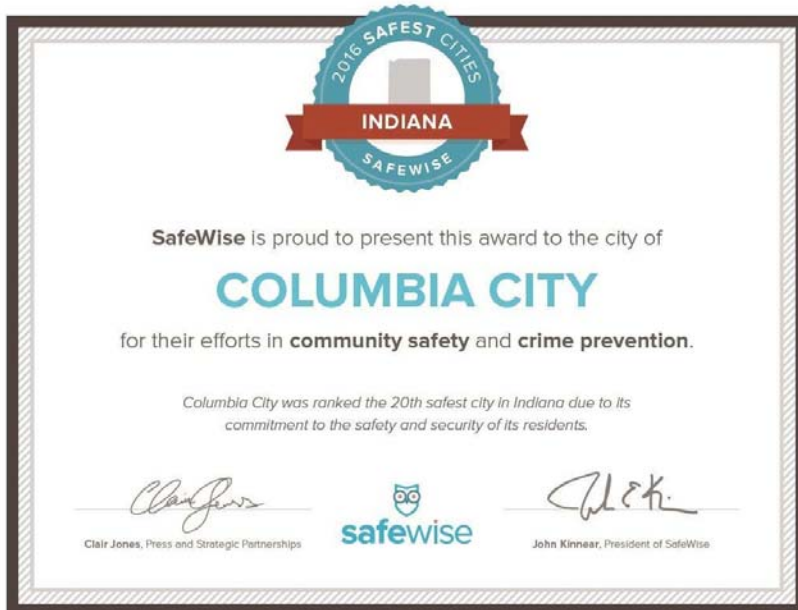 2016 SAFEST CITIES
INDIANA
SAFEWISE
SafeWise is proud to present this award to the city of
COLUMBIA CITY
for their efforts in community safety and crime prevention.
Columbia City was ranked the 20th safest city in Indiana due to its
commitment to the safety and security of its residents.
Clair Jones
Clair Jones, Press and Strategic Partnerships
safewise
John Kinnear, President of SafeWise